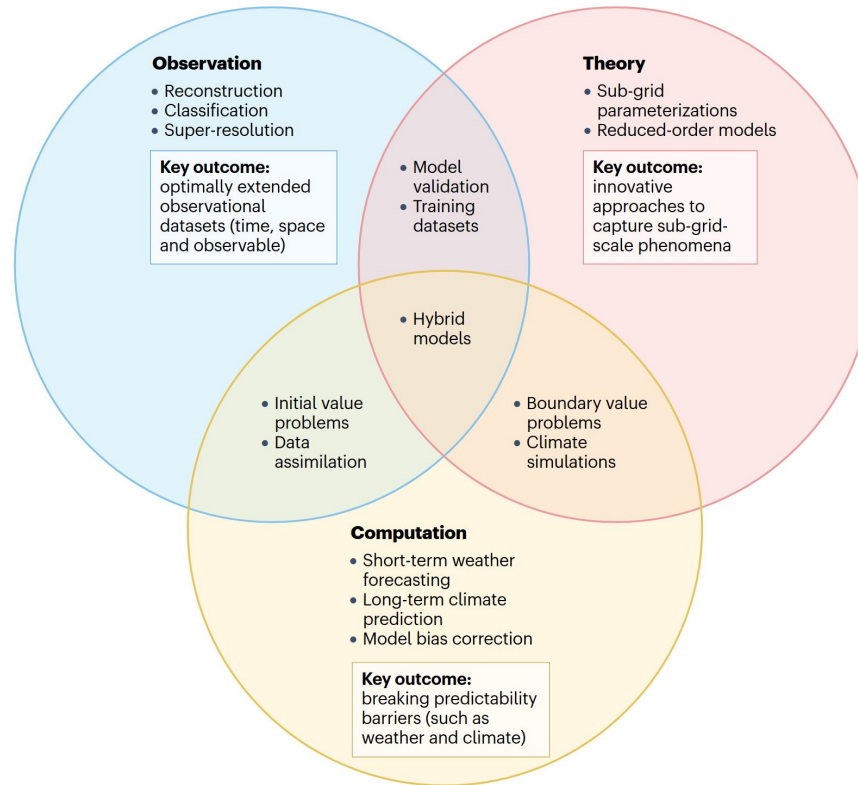 Observation
• Reconstruction
• Classification
• Super-resolution
Key outcome:
optimally extended
observational
datasets (time, space
and observable)
Theory
• Sub-grid
parameterizations
• Reduced-order models
Key outcome:
innovative
approaches to
capture sub-grid-
scale phenomena
• Model
validation
• Training
datasets
• Hybrid
models
• Initial value
problems
• Data
assimilation
• Boundary value
problems
• Climate
simulations
Computation
• Short-term weather
forecasting
• Long-term climate
prediction
• Model bias correction
Key outcome:
breaking predictability
barriers (such as
weather and climate)